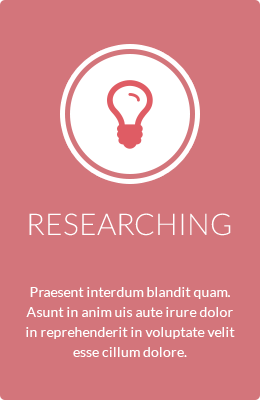 RESEARCHING
Praesent interdum blandit quam.
Asunt in anim uis aute irure dolor
in reprehenderit in voluptate velit
esse cillum dolore.